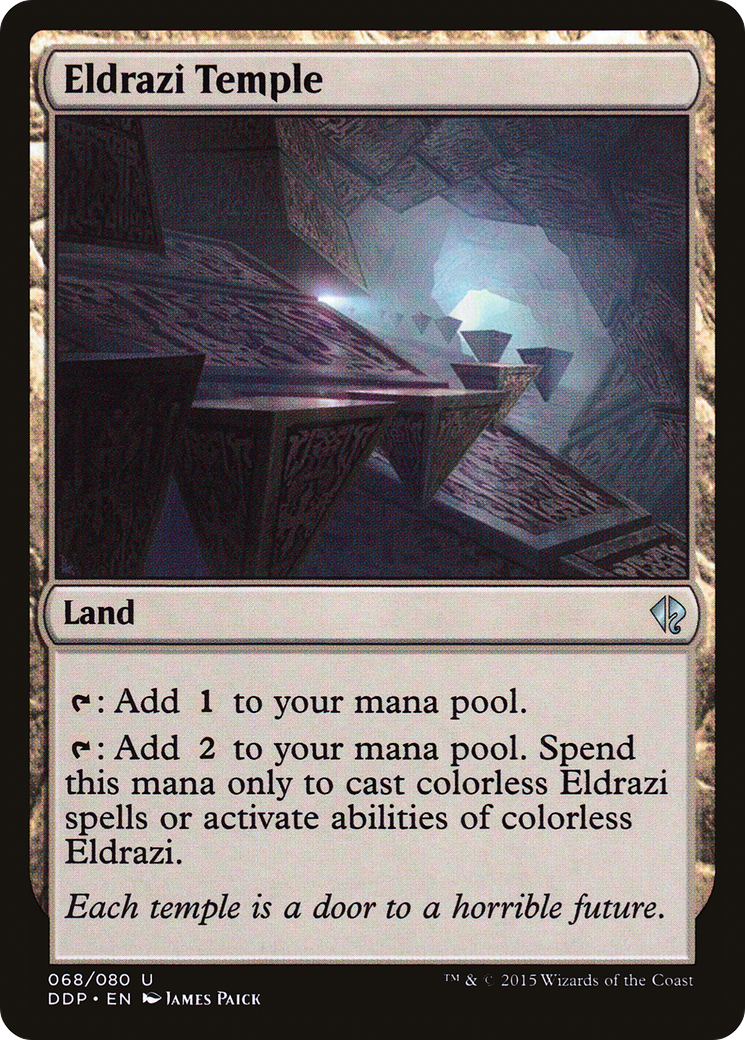 Eldrazi Temple
Land
: Add 1 to your mana pool.
: Add 2 to your mana pool. Spend
this mana only to cast colorless Eldrazi
spells or activate abilities of colorless
Eldrazi.
Each temple is a door to a horrible future.
068/080 U
™ & © 2015 Wizards of the Coast
DDP • EN James Paick